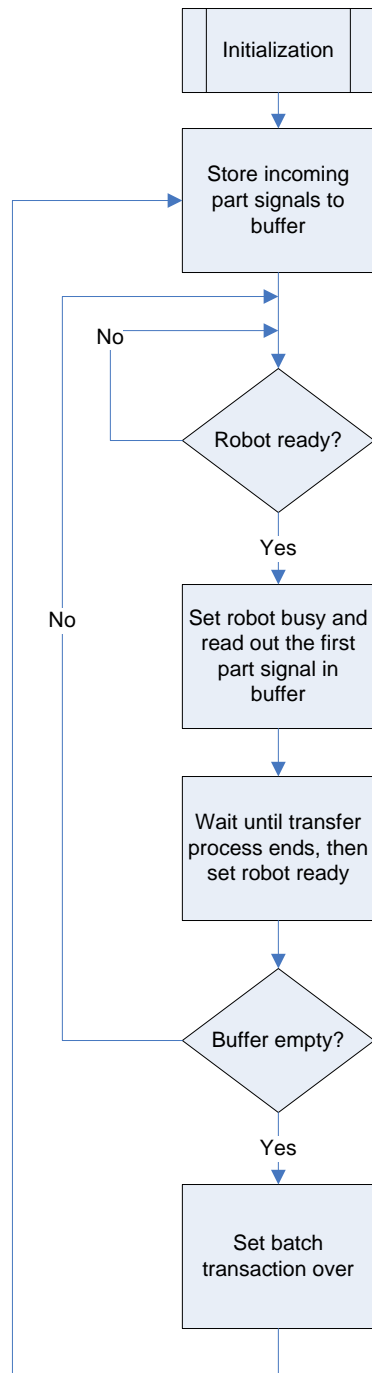 Initialization
Store incoming
part signals to
buffer
No
Robot ready?
Yes
Set robot busy and
read out the first
part signal in
buffer
No
Wait until transfer
process ends, then
set robot ready
Buffer empty?
Yes
Set batch
transaction over